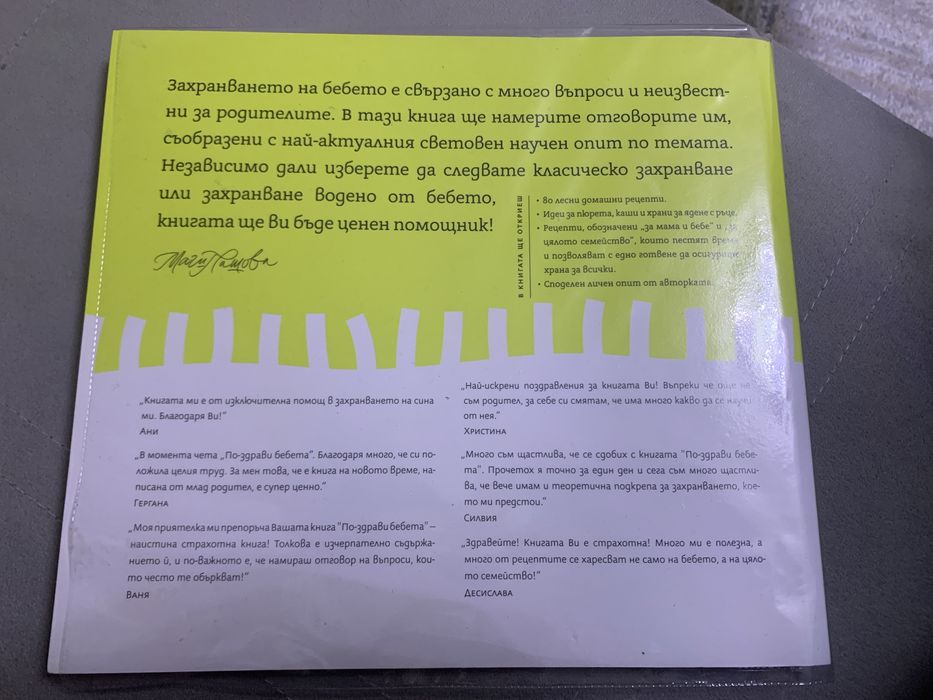 Захранването на бебето е свързано с много въпроси и неизвест-
ни за родителите. В тази книга ще намерите отговорите им,
съобразени с най-актуалния световен научен опит по темата.
Независимо дали изберете да следвате класическо захранване
или захранване водено от бебето,
книгата ще ви бъде ценен помощник!
Маги Пашова
В КНИГАТА ЩЕ ОТКРИЕШ
• 80 лесни домашни рецепти.
• Идеи за пюрета, каши и храни за ядене с ръце.
• Рецепти, обозначени „за мама и бебе" и „за
цялото семейство", които пестят време
и позволяват с едно готвене да осигурите
храна за всички.
• Споделен личен опит от авторката.
„Книгата ми е от изключителна помощ в захранването на сина
ми. Благодаря Ви!"
Ани
„В момента чета „По-здрави бебета". Благодаря много, че си по-
ложила целия труд. За мен това, че е книга на новото време, на-
писана от млад родител, е супер ценно."
Гергана
„Моя приятелка ми препоръча Вашата книга "По-здрави бебета" –
наистина страхотна книга! Толкова е изчерпателно съдържа-
нието ѝ, и по-важното е, че намираш отговор на въпроси, кои-
то често те объркват!"
Ваня
„Най-искрени поздравления за книгата Ви! Въпреки че още не
съм родител, за себе си смятам, че има много какво да се научи
от нея."
Христина
„Много съм щастлива, че се сдобих с книгата "По-здрави бебе-
та". Прочетох я точно за един ден и сега съм много щастли-
ва, че вече имам и теоретична подкрепа за захранването, кое-
то ми предстои."
Силвия
„Здравейте! Книгата Ви е страхотна! Много ми е полезна, а
много от рецептите се харесват не само на бебето, а на цяло-
то семейство!"
Десислава